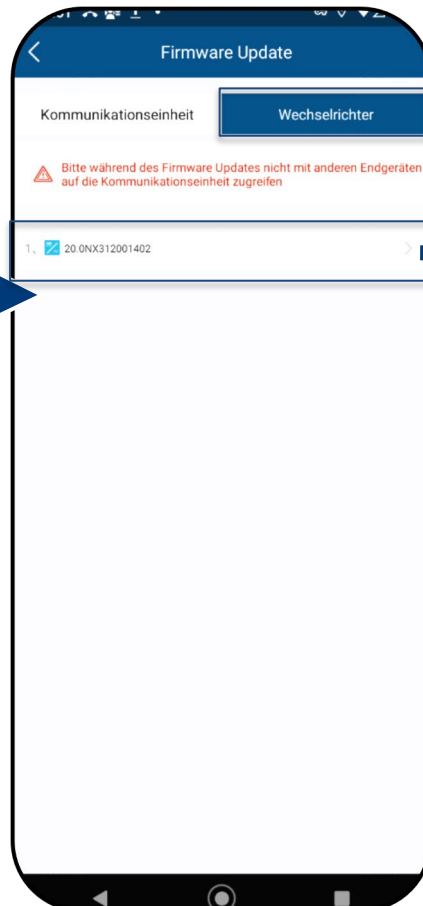 Firmware Update
Kommunikationseinheit
Wechselrichter
Bitte während des Firmware Updates nicht mit anderen Endgeräten
auf die Kommunikationseinheit zugreifen
1、 20.0NX312001402